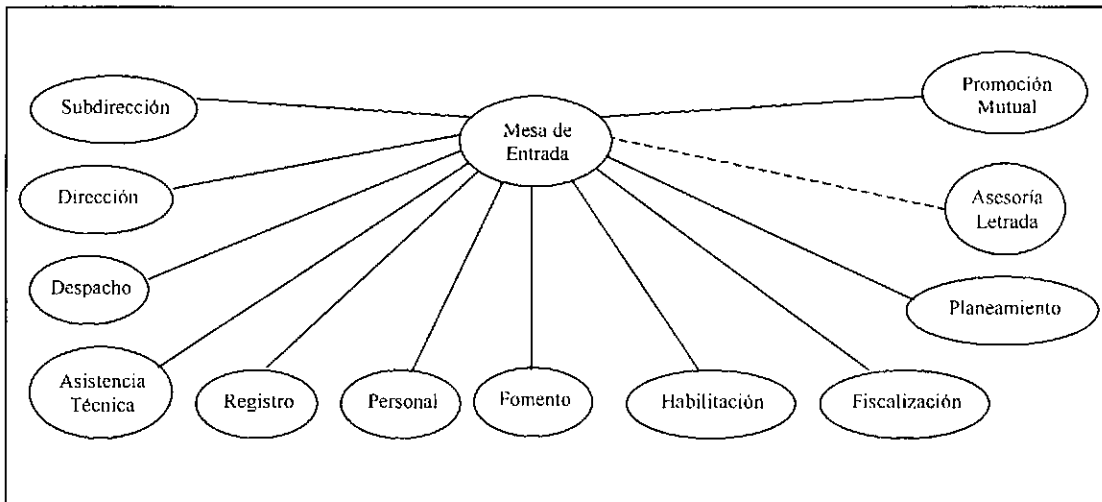 Subdirección
Mesa de
Entrada
Promoción
Mutual
Dirección
Asesoría
Letrada
Despacho
Planeamiento
Asistencia
Técnica
Registro
Personal
Fomento
Habilitación
Fiscalización